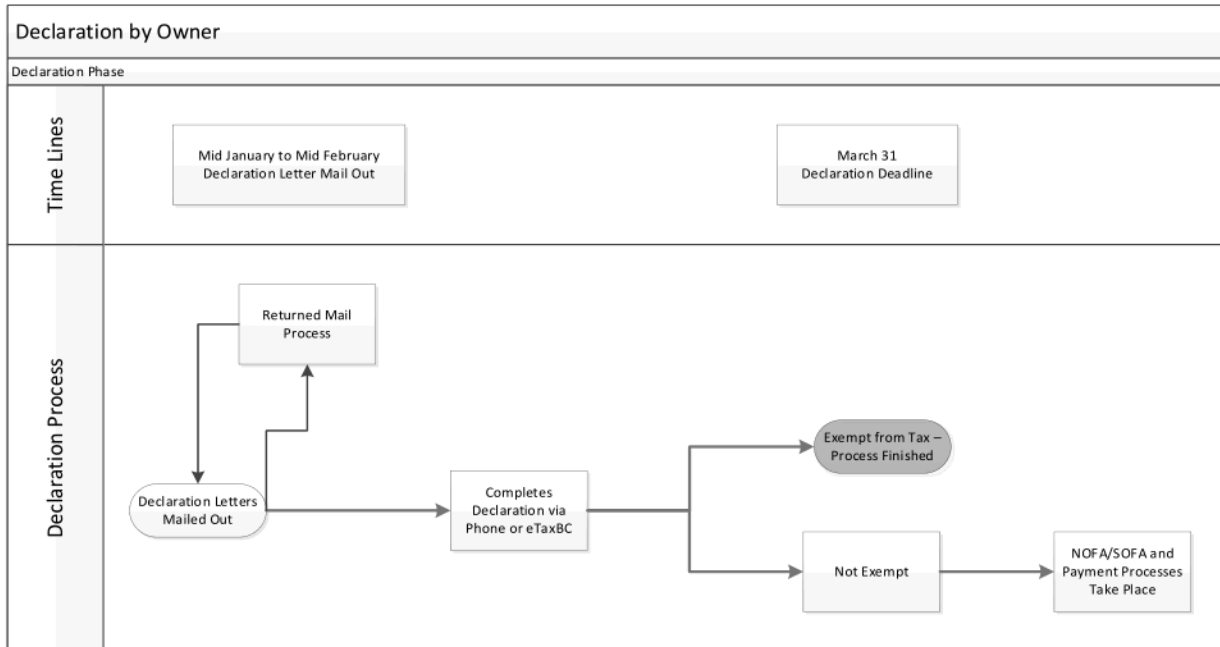 Declaration by Owner
Declaration Phase
Time Lines
Mid January to Mid February
Declaration Letter Mail Out
March 31
Declaration Deadline
Declaration Process
Returned Mail
Process
Declaration Letters
Mailed Out
Completes
Declaration via
Phone or eTaxBC
Exempt from Tax –
Process Finished
Not Exempt
NOFA/SOFA and
Payment Processes
Take Place